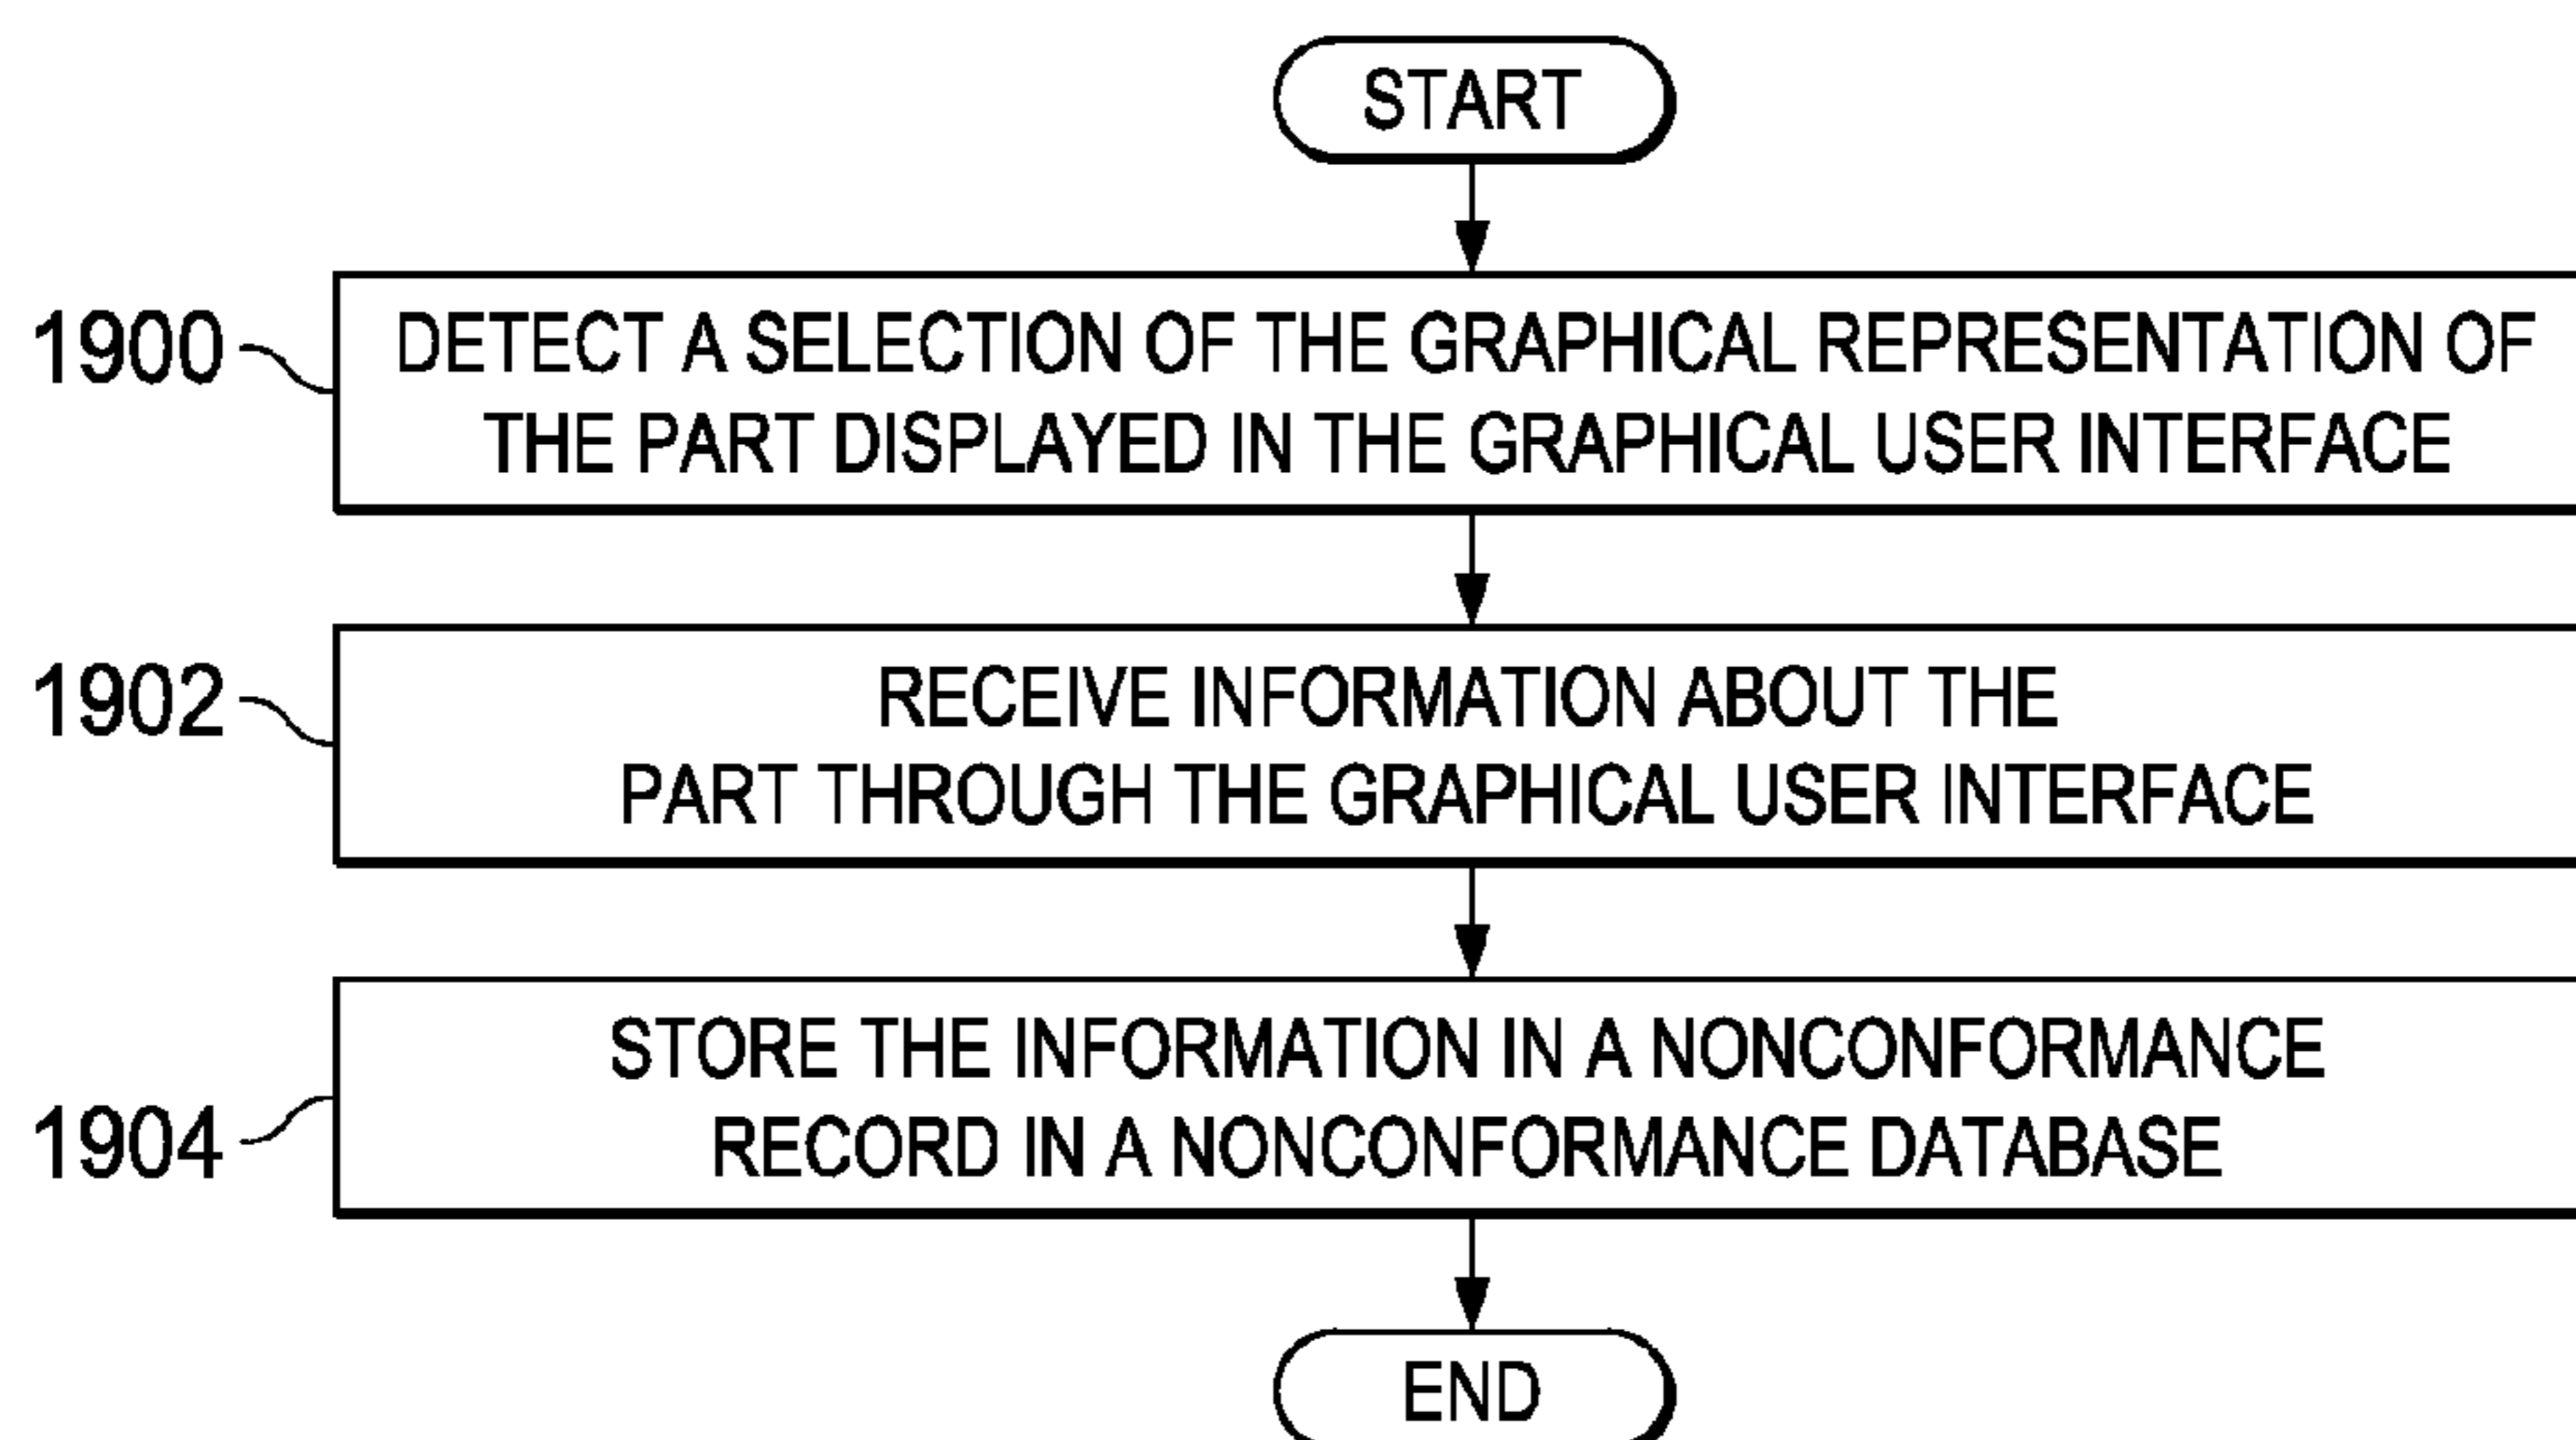 START
1900
DETECT A SELECTION OF THE GRAPHICAL REPRESENTATION OF
THE PART DISPLAYED IN THE GRAPHICAL USER INTERFACE
1902
RECEIVE INFORMATION ABOUT THE
PART THROUGH THE GRAPHICAL USER INTERFACE
1904
STORE THE INFORMATION IN A NONCONFORMANCE
RECORD IN A NONCONFORMANCE DATABASE
END